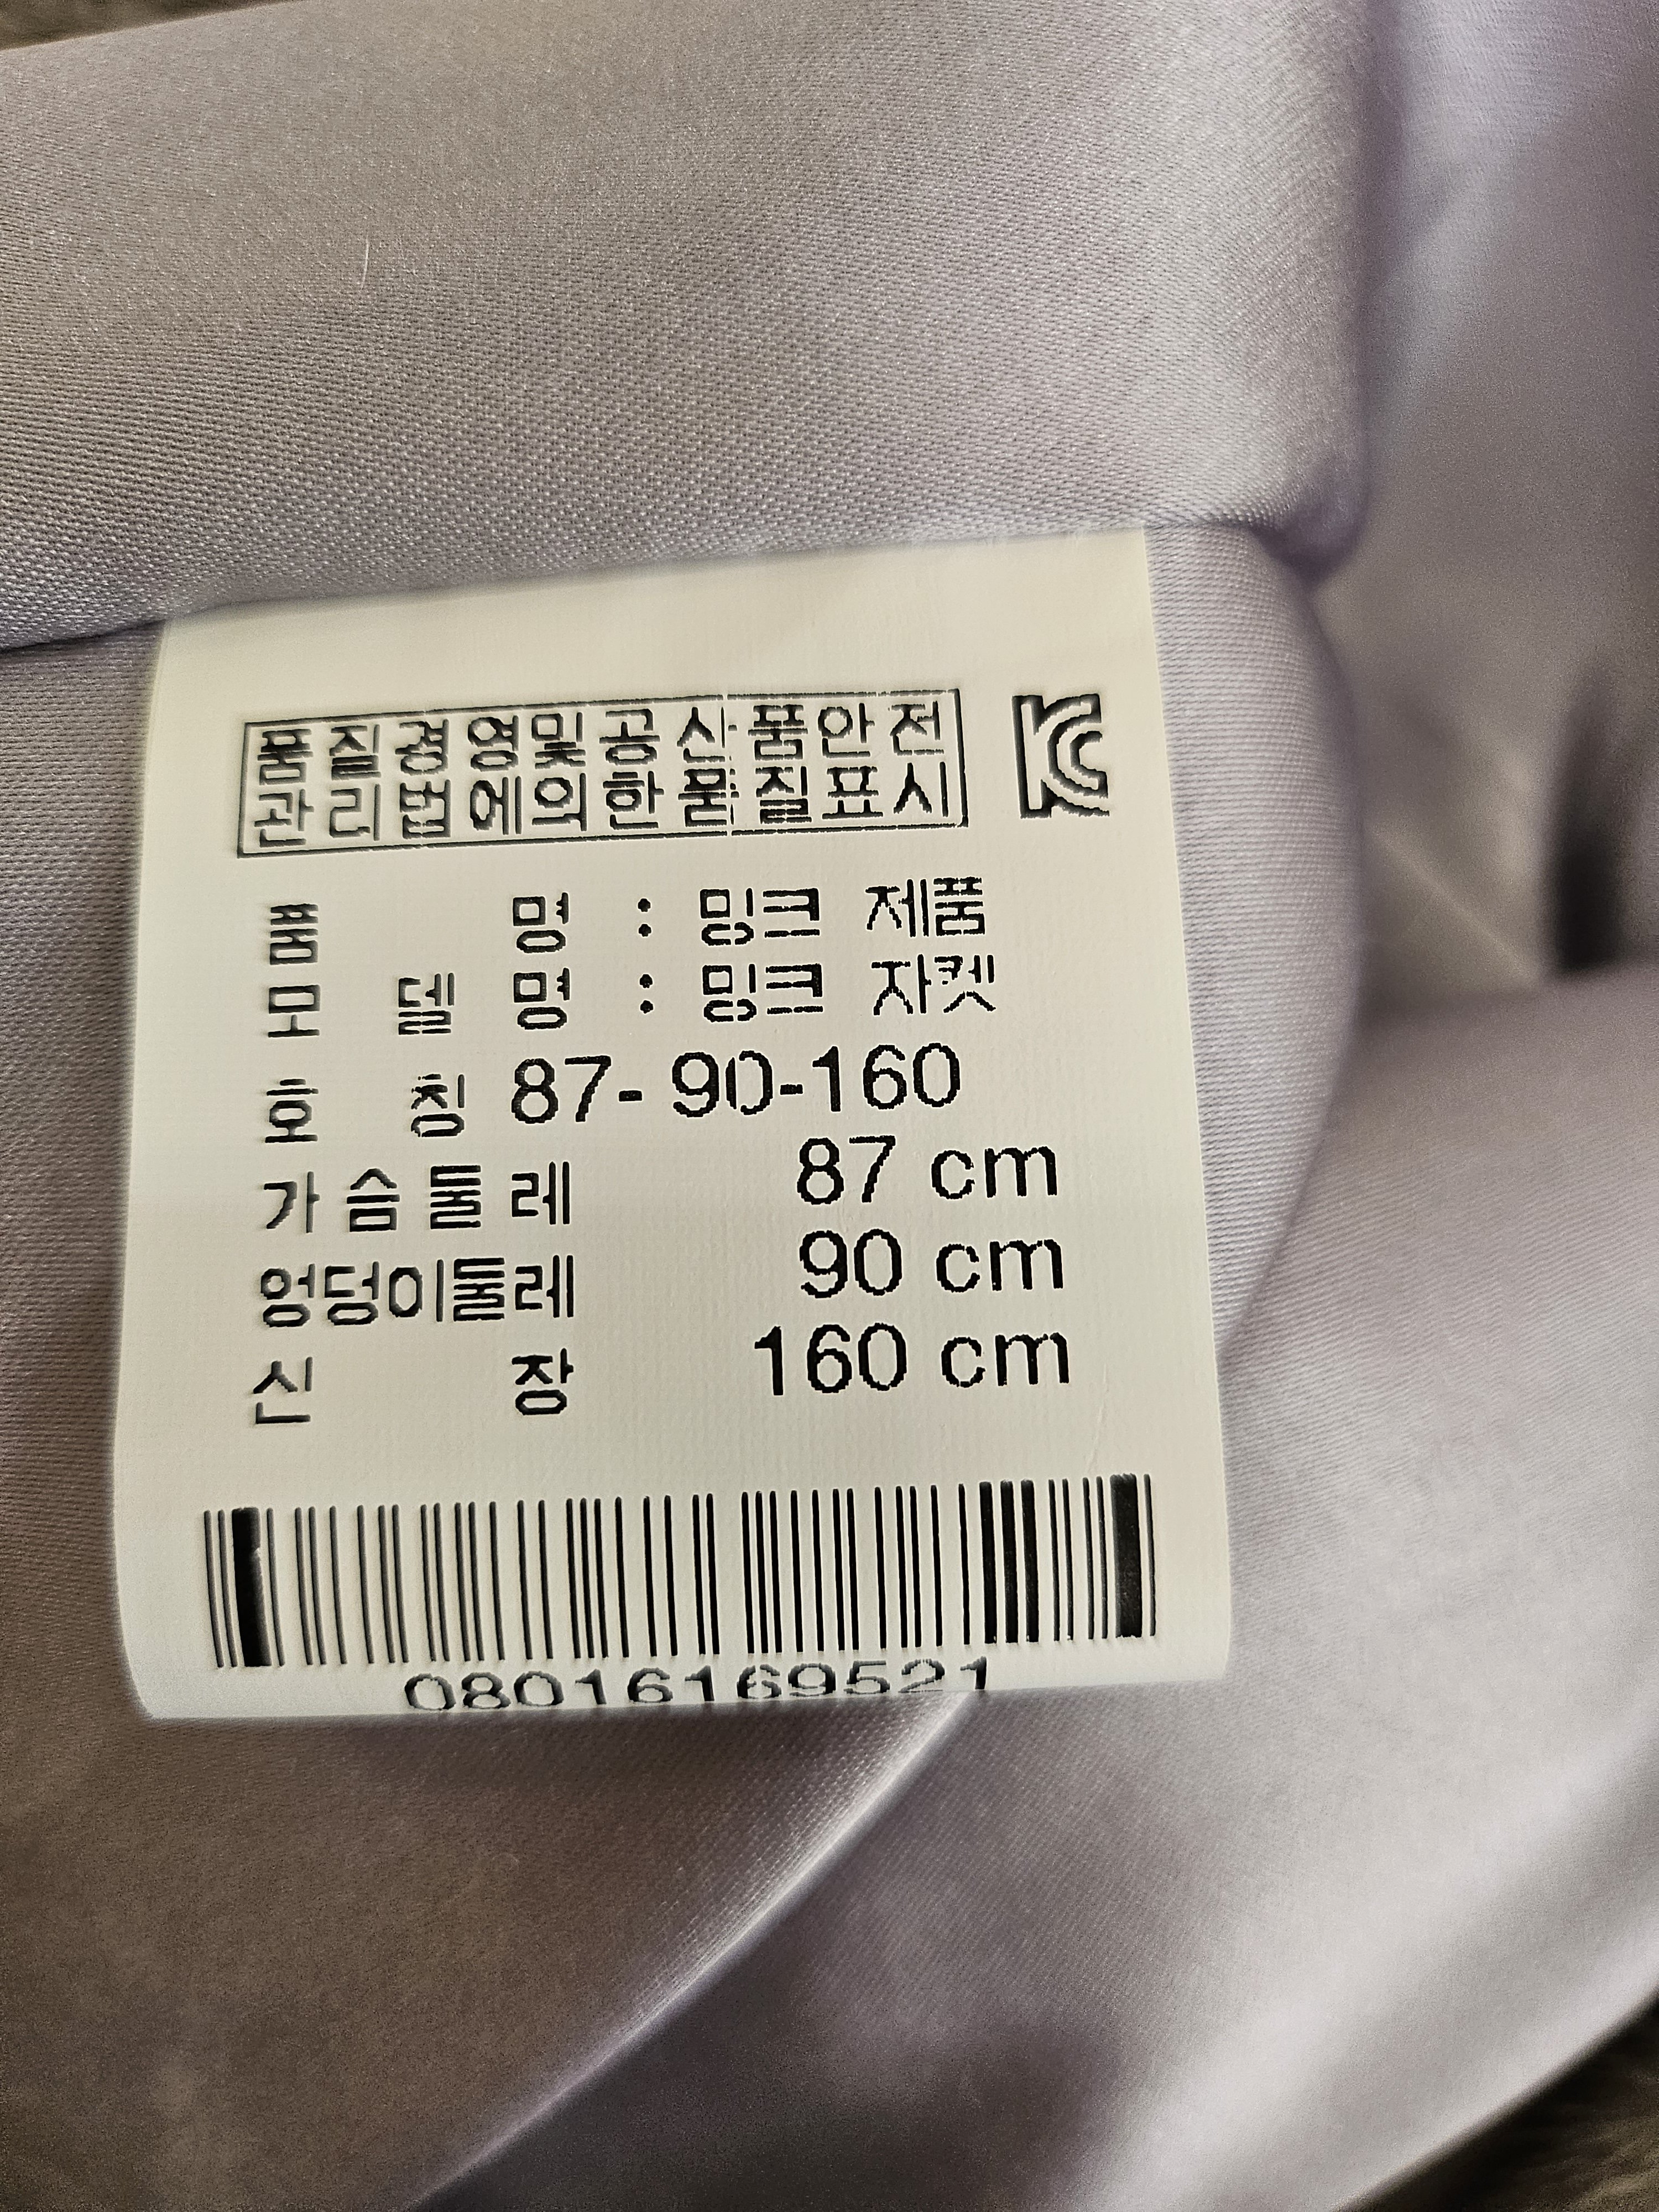 품질경영및공산품안전
관리법에의한품질표시
KC
품 명 : 밍크 제품
모 델 명 : 밍크 자켓
호 칭 87- 90-160
가슴둘레 87 cm
엉덩이둘레 90 cm
신 장 160 cm
08016169521